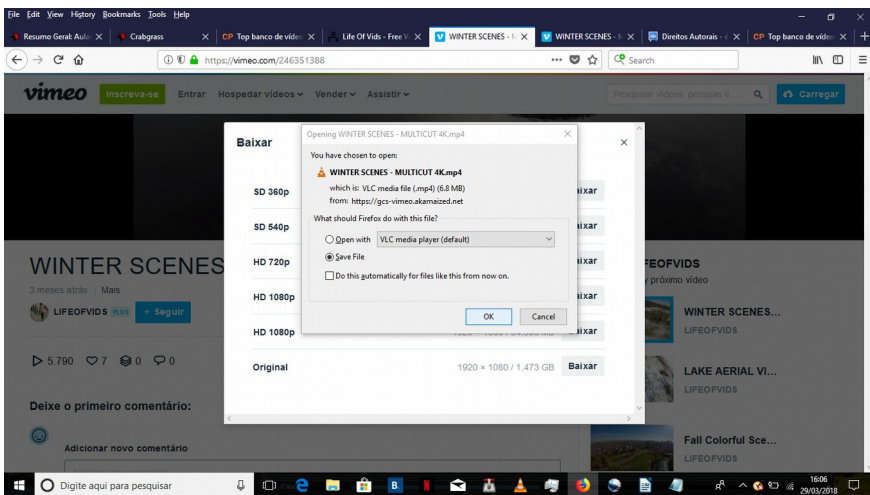 File Edit View History Bookmarks Tools Help
Resumo Geral: Aula
Crabgrass
CP Top banco de vídeo
Life Of Vids - Free V
WINTER SCENES -
WINTER SCENES -
Direitos Autorais -
CP Top banco de vídeo
https://vimeo.com/246351388
Search
vimeo
Inscreva-se
Entrar
Hospedar vídeos
Vender
Assistir
Pesquisar vídeos, pessoas e ...
Carregar
Baixar
Opening WINTER SCENES - MULTICUT 4K.mp4
You have chosen to open:
WINTER SCENES - MULTICUT 4K.mp4
which is: VLC media file (.mp4) (6.8 MB)
from: https://gcs-vimeo.akamaized.net
What should Firefox do with this file?
Open with VLC media player (default)
Save File
Do this automatically for files like this from now on.
OK Cancel
SD 360p
SD 540p
HD 720p
HD 1080p
HD 1080p
Original 1920 × 1080 / 1,473 GB Baixar
WINTER SCENES
3 meses atrás Mais
LIFEOFVIDS PLUS + Seguir
5.790 7 0 0
Deixe o primeiro comentário:
Adicionar novo comentário
próximo vídeo
WINTER SCENES...
LIFEOFVIDS
LAKE AERIAL VI...
LIFEOFVIDS
Fall Colorful Sce...
LIFEOFVIDS
Digite aqui para pesquisar
B.
N
16:06
29/03/2018